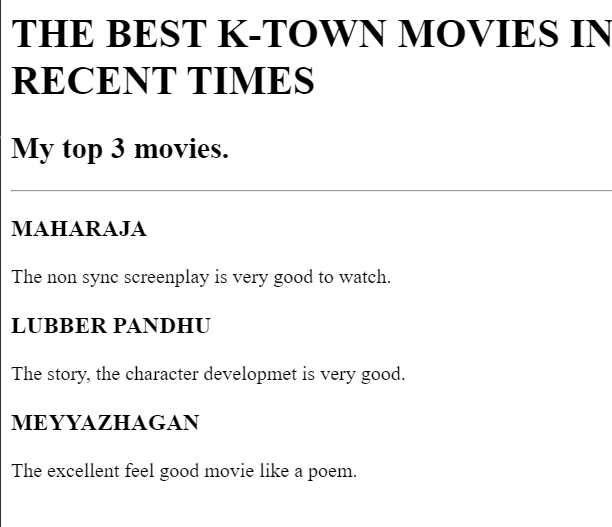 THE BEST K-TOWN MOVIES IN
RECENT TIMES
My top 3 movies.
MAHARAJA
The non sync screenplay is very good to watch.
LUBBER PANDHU
The story, the character developmet is very good.
MEYYAZHAGAN
The excellent feel good movie like a poem.